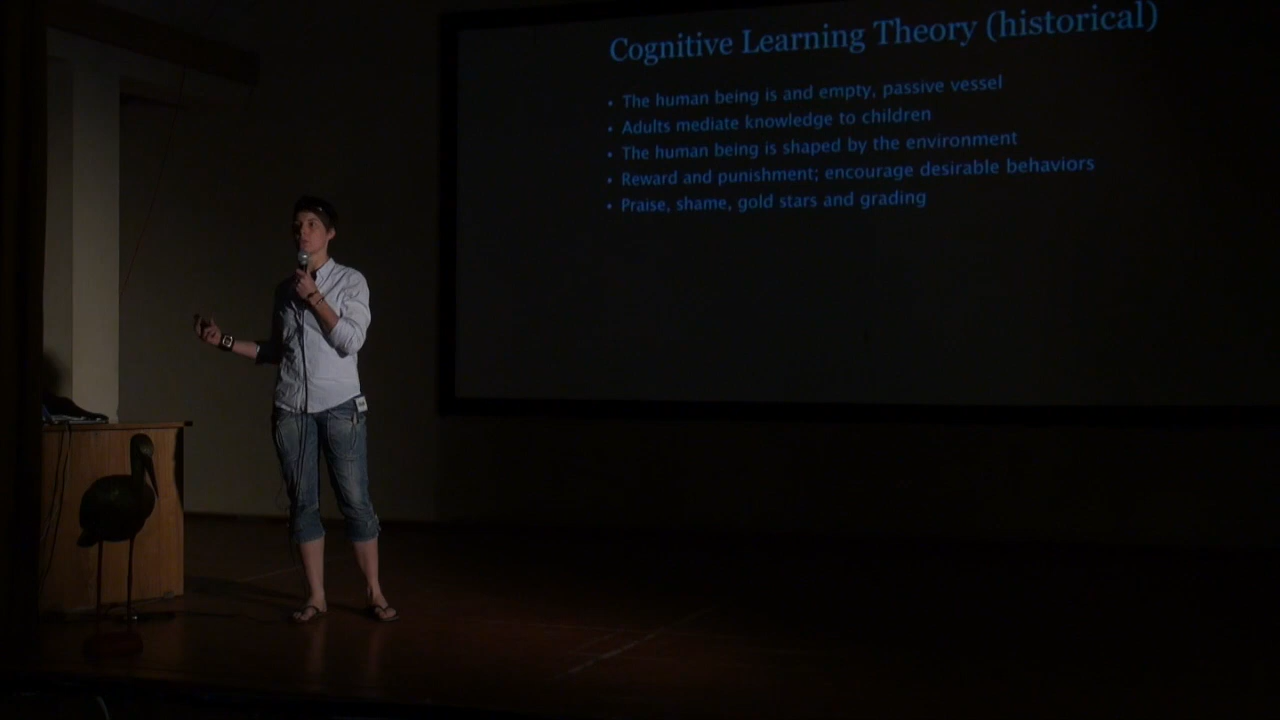 Cognitive Learning Theory (historical)
• The human being is and empty, passive vessel
• Adults mediate knowledge to children
• The human being is shaped by the environment
• Reward and punishment; encourage desirable behaviors
• Praise, shame, gold stars and grading